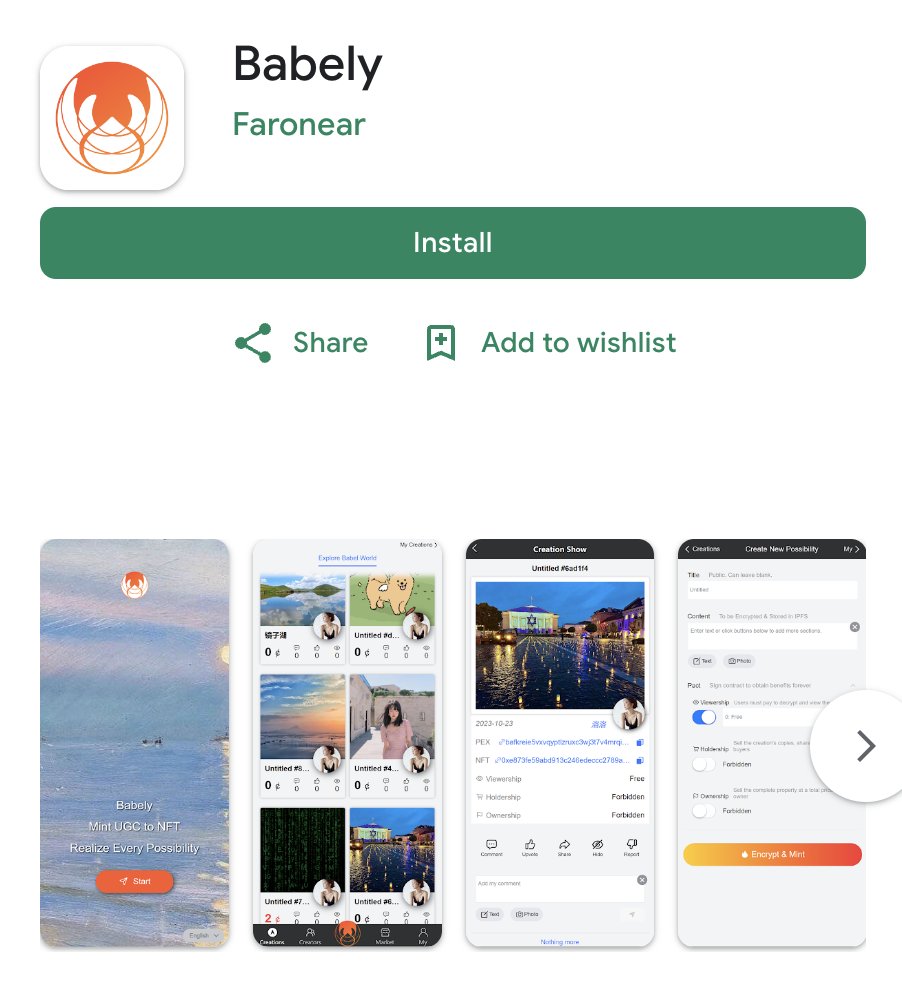 Babely
Faronear
Install
Share
Add to wishlist
Babely
Mint UGC to NFT
Realize Every Possibility
Start
English
My Creations
Explore Babel World
镜子湖
Untitled #d...
0 ¢
0
0
0
0 ¢
0
0
0
Untitled #8...
Untitled #4...
0 ¢
0
0
0
0 ¢
0
0
0
Untitled #7...
Untitled #6...
2 ¢
0
0
0
0 ¢
0
0
0
Creations
Creators
Market
My
Creation Show
Untitled #6ad1f4
2023-10-23
PEX
NFT
Viewership
Free
Holdership
Forbidden
Ownership
Forbidden
Comment
Upvote
Share
Hide
Report
Add my comment
Text
Photo
Nothing more
Creations
Create New Possibility
My
Title Public. Can leave blank.
Untitled
Content To be Encrypted & Stored in IPFS
Enter text or click buttons below to add more sections.
Text
Photo
Pact Sign contract to obtain benefits forever.
Viewership Users must pay to decrypt and view the
0: Free
Holdership Sell the creation's copies, share
buyers.
Forbidden
Ownership Sell the complete property at a total
owner
Forbidden
Encrypt & Mint